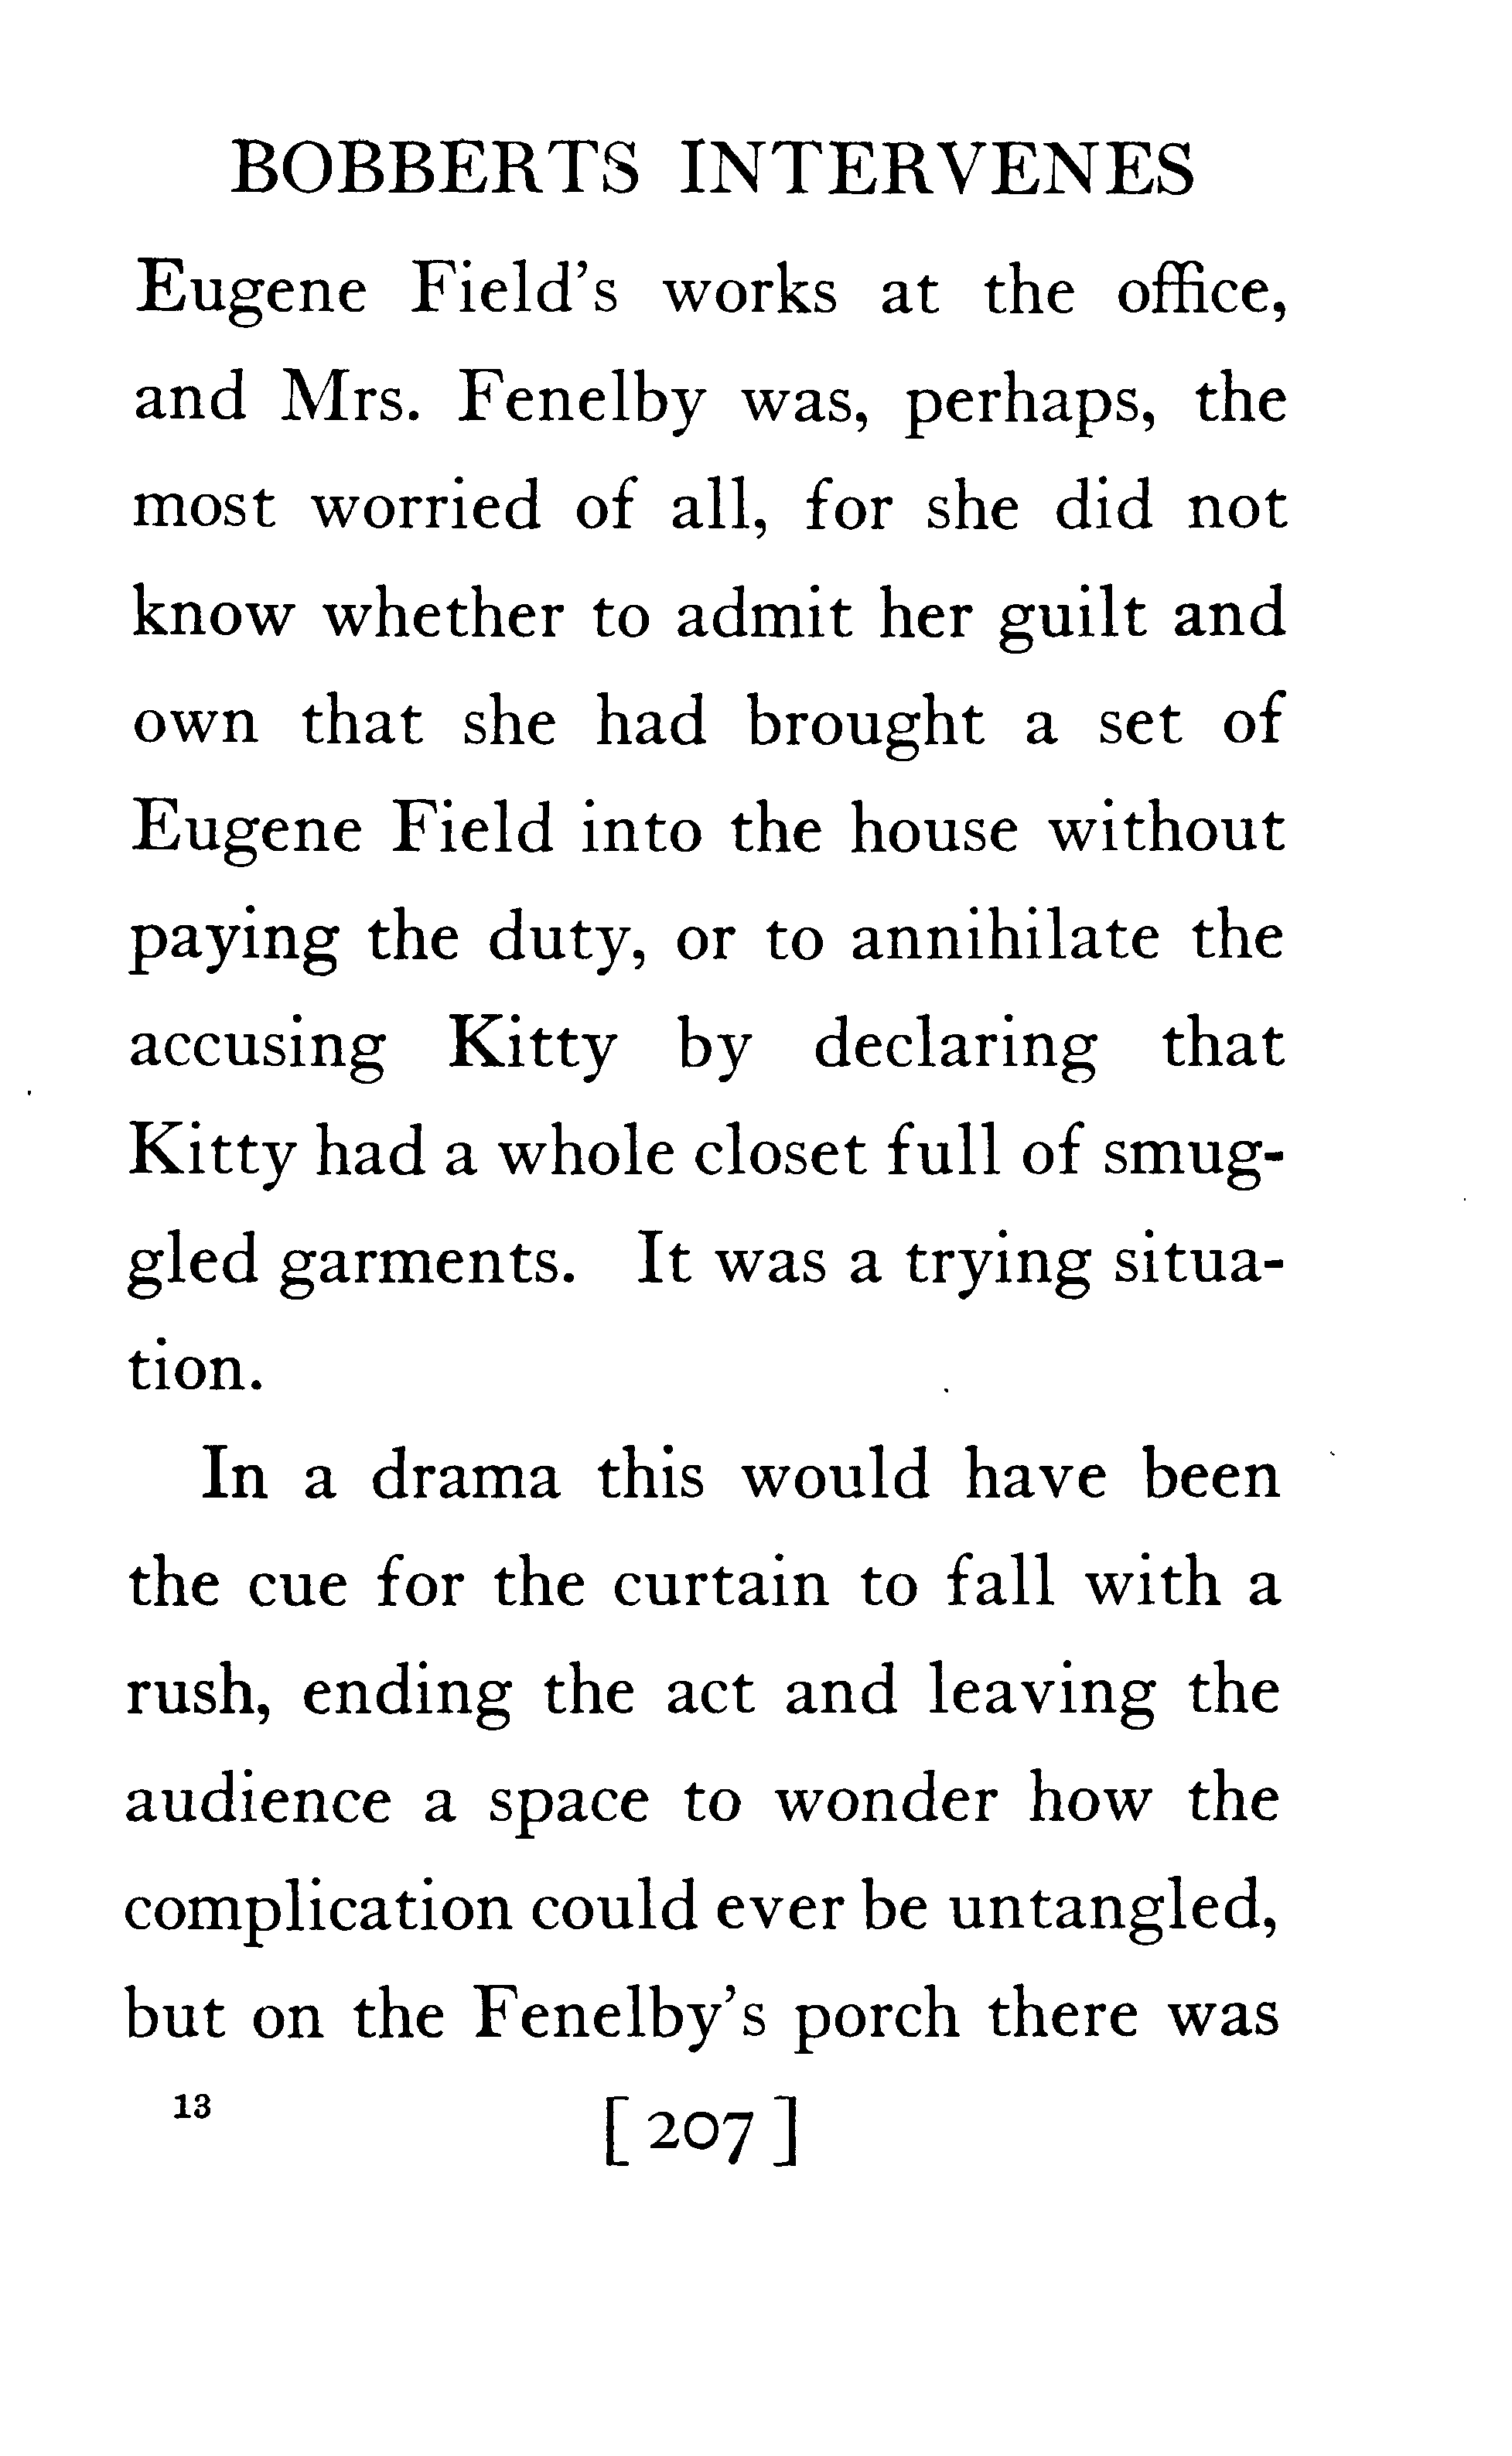 BOBBERTS INTERVENES
Eugene Field's works at the office,
and Mrs. Fenelby was, perhaps, the
most worried of all, for she did not
know whether to admit her guilt and
own that she had brought a set of
Eugene Field into the house without
paying the duty, or to annihilate the
accusing Kitty by declaring that
Kitty had a whole closet full of smug-
gled garments. It was a trying situa-
tion.
In a drama this would have been
the cue for the curtain to fall with a
rush, ending the act and leaving the
audience a space to wonder how the
complication could ever be untangled,
but on the Fenelby's porch there was
13 [207]